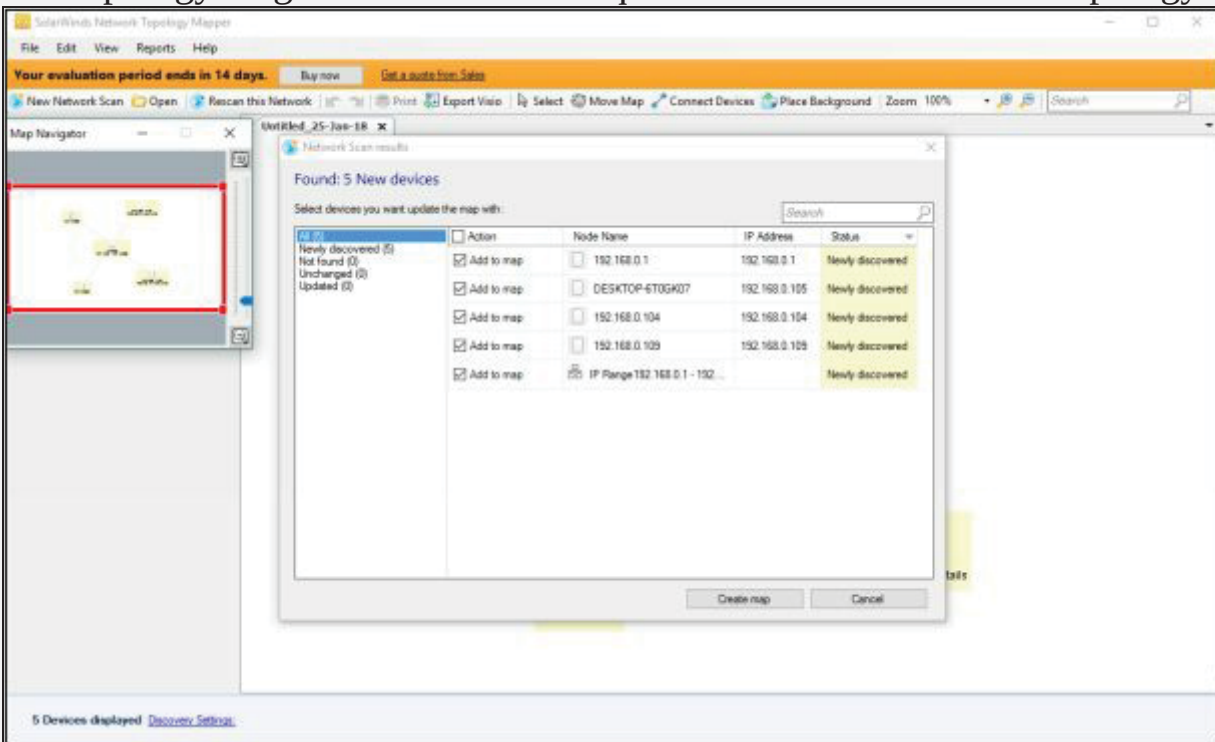 SolarWinds Network Topology Mapper
File Edit View Reports Help
Your evaluation period ends in 14 days. Buy now Get a quote from Sales
New Network Scan Open Rescan this Network Print Export Visio Select Move Map Connect Devices Place Background Zoom 100% Search
Map Navigator
Untitled_25-Jan-18
Network Scan results
Found: 5 New devices
Select devices you want update the map with:
Search
All (5)
Newly discovered (5)
Not found (0)
Unchanged (0)
Updated (0)
Action Node Name IP Address Status
Add to map 192.168.0.1 192.168.0.1 Newly discovered
Add to map DESKTOP-6T0GK07 192.168.0.105 Newly discovered
Add to map 192.168.0.104 192.168.0.104 Newly discovered
Add to map 192.168.0.109 192.168.0.109 Newly discovered
Add to map IP Range 192.168.0.1 - 192... Newly discovered
tails
Create map Cancel
5 Devices displayed Discovery Settings: